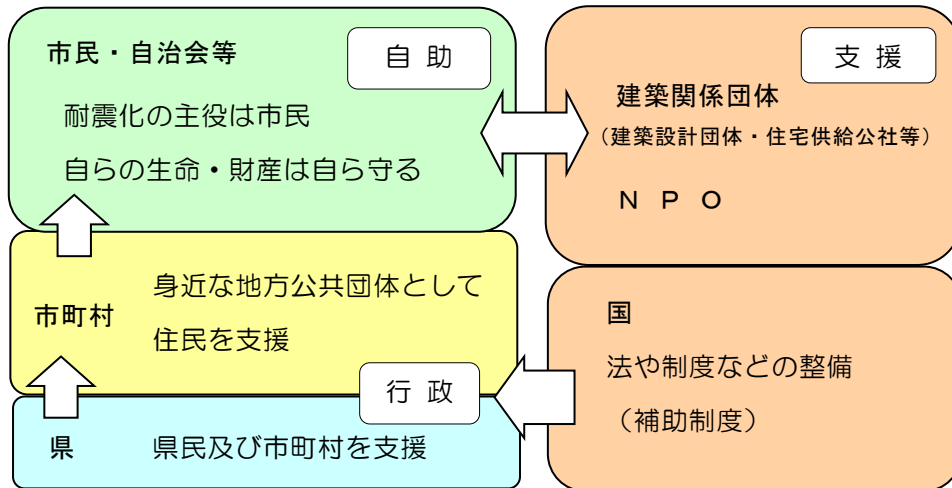 市民・自治会等
自 助
耐震化の主役は市民
自らの生命・財産は自ら守る
支 援
建築関係団体
（建築設計団体・住宅供給公社等）
Ｎ Ｐ Ｏ
市町村
身近な地方公共団体として
住民を支援
行 政
県
県民及び市町村を支援
国
法や制度などの整備
（補助制度）